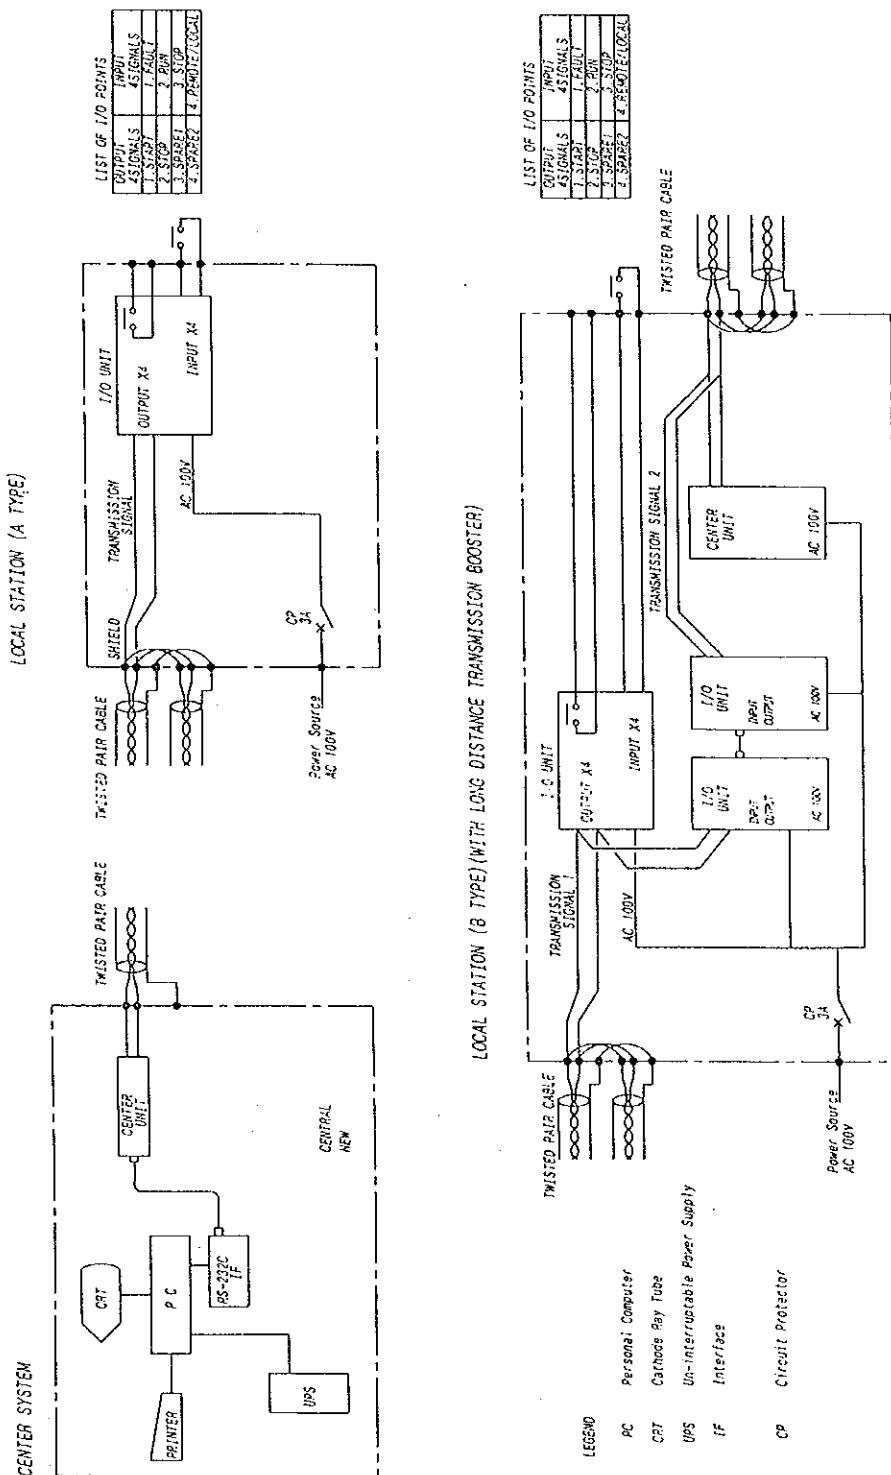 CENTER SYSTEM
CRT
P C
PRINTER
UPS
RS-232C
IF
CENTER
UNIT
CENTRAL
NEW
TWISTED PAIR CABLE
LOCAL STATION (A TYPE)
TWISTED PAIR CABLE
SHIELD
TRANSMISSION
SIGNAL
AC 100V
CP
3A
Power Source
AC 100V
I/O UNIT
OUTPUT X4
INPUT X4
LIST OF I/O POINTS
OUTPUT INPUT
4SIGNALS 4SIGNALS
1.START 1.FAULT
2.STOP 2.RUN
3.SPARE1 3.STOP
4.SPARE2 4.REMOTE/LOCAL
LOCAL STATION (B TYPE)(WITH LONG DISTANCE TRANSMISSION BOOSTER)
TWISTED PAIR CABLE
TRANSMISSION
SIGNAL 1
AC 100V
CP
3A
Power Source
AC 100V
I/O UNIT
OUTPUT X4
INPUT X4
I/O
UNIT
INPUT
OUTPUT
AC 100V
I/O
UNIT
INPUT
OUTPUT
AC 100V
TRANSMISSION SIGNAL 2
CENTER
UNIT
AC 100V
TWISTED PAIR CABLE
LIST OF I/O POINTS
OUTPUT INPUT
4SIGNALS 4SIGNALS
1.START 1.FAULT
2.STOP 2.RUN
3.SPARE1 3.STOP
4.SPARE2 4.REMOTE/LOCAL
LEGEND
PC Personal Computer
CRT Cathode Ray Tube
UPS Un-interruptable Power Supply
IF Interface
CP Circuit Protector